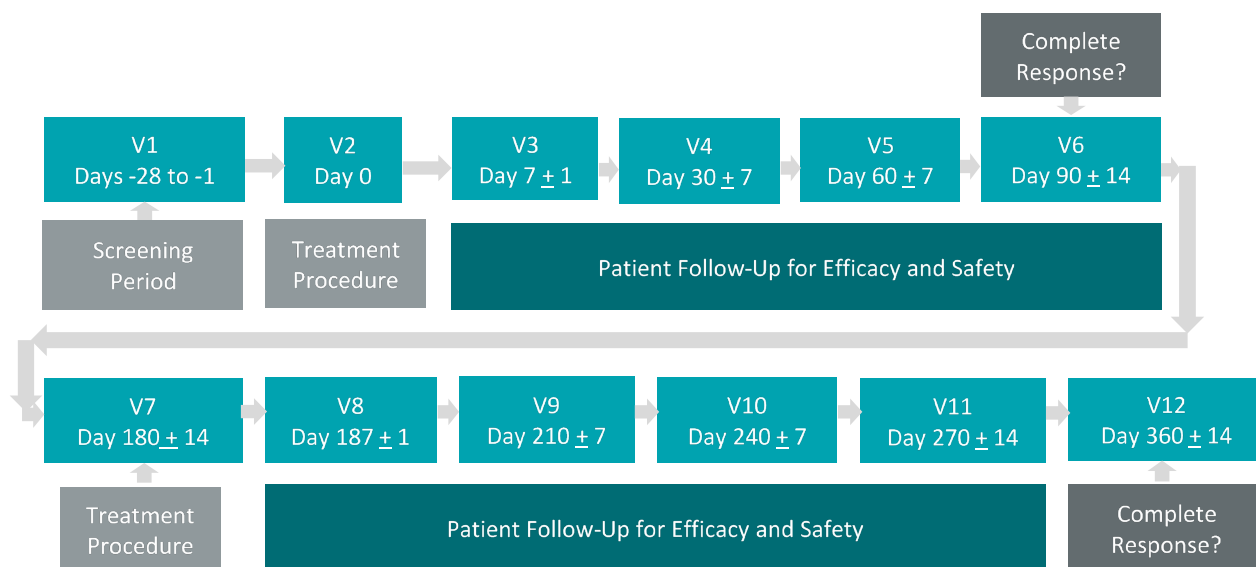 Complete
Response?
V1
Days -28 to -1
V2
Day 0
V3
Day 7 ± 1
V4
Day 30 ± 7
V5
Day 60 ± 7
V6
Day 90 ± 14
Screening
Period
Treatment
Procedure
Patient Follow-Up for Efficacy and Safety
V7
Day 180 ± 14
V8
Day 187 ± 1
V9
Day 210 ± 7
V10
Day 240 ± 7
V11
Day 270 ± 14
V12
Day 360 ± 14
Treatment
Procedure
Patient Follow-Up for Efficacy and Safety
Complete
Response?